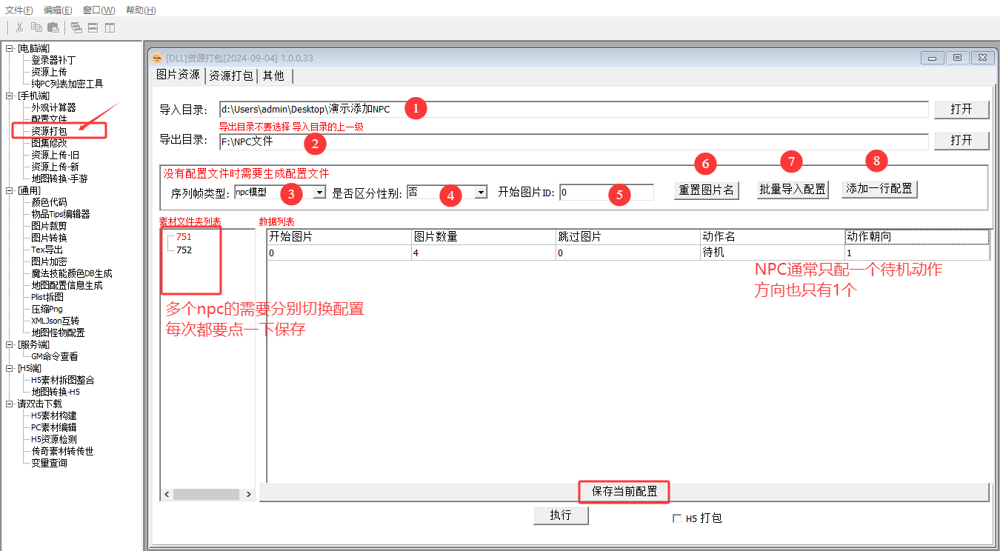 文件(F) 编辑(E) 窗口(W) 帮助(H)
[电脑端]
登录器补丁
资源上传
纯PC列表加密工具
[手机端]
外观计算器
配置文件
资源打包
图集修改
资源上传-旧
资源上传-新
地图转换-手游
[通用]
颜色代码
物品Tips编辑器
图片裁剪
图片转换
Tex导出
图片加密
魔法技能颜色DB生成
地图配置信息生成
Plist拆图
压缩Png
XMLJson互转
地图怪物配置
[服务端]
GM命令查看
[H5端]
H5素材拆图整合
地图转换-H5
请双击下载
H5素材构建
PC素材编辑
H5资源检测
传奇素材转传世
变量查询
[DLL]资源打包[2024-09-04] 1.0.0.33
图片资源 资源打包 其他
导入目录: d:\Users\admin\Desktop\演示添加NPC 1 打开
导出目录不要选择 导入目录的上一级
导出目录: F:\NPC文件 2 打开
6 7 8
没有配置文件时需要生成配置文件
序列帧类型: npc模型 3 是否区分性别: 否 4 开始图片ID: 0 5 重置图片名 批量导入配置 添加一行配置
素材文件夹列表 数据列表
751
752
开始图片 图片数量 跳过图片 动作名 动作朝向
0 4 0 待机 1
NPC通常只配一个待机动作
方向也只有1个
多个npc的需要分别切换配置
每次都要点一下保存
保存当前配置
执行 H5 打包